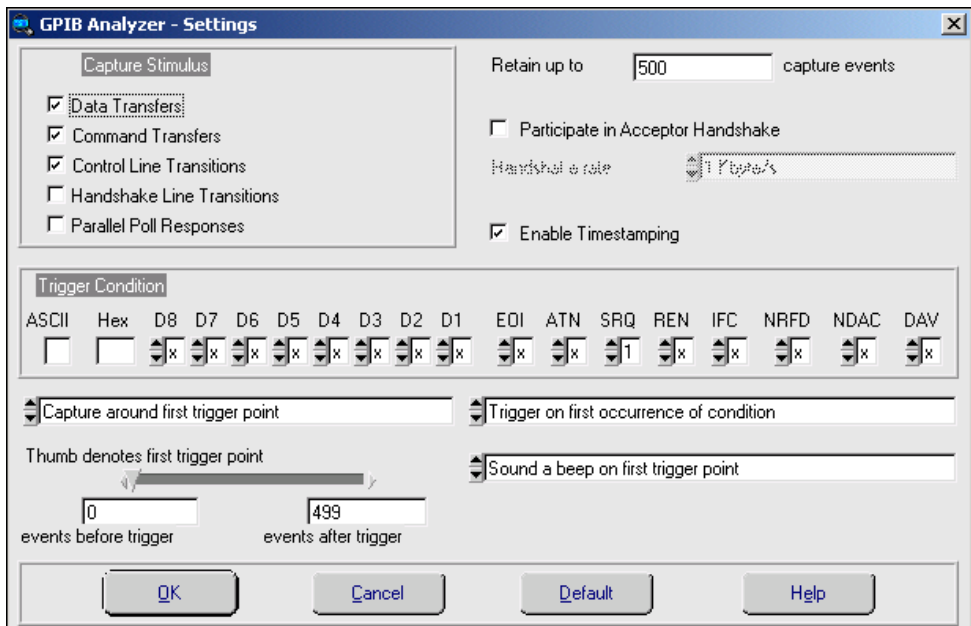 GPIB Analyzer - Settings
Capture Stimulus
Data Transfers
Command Transfers
Control Line Transitions
Handshake Line Transitions
Parallel Poll Responses
Retain up to 500 capture events
Participate in Acceptor Handshake
Handshake rate 1 Kbyte/s
Enable Timestamping
Trigger Condition
ASCII Hex D8 D7 D6 D5 D4 D3 D2 D1 EOI ATN SRQ REN IFC NRFD NDAC DAV
x x x x x x x x x x 1 x x x x x
Capture around first trigger point
Trigger on first occurrence of condition
Thumb denotes first trigger point
Sound a beep on first trigger point
0 499
events before trigger events after trigger
OK Cancel Default Help